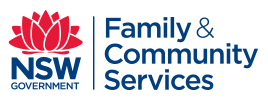 NSW
GOVERNMENT
Family &
Community
Services